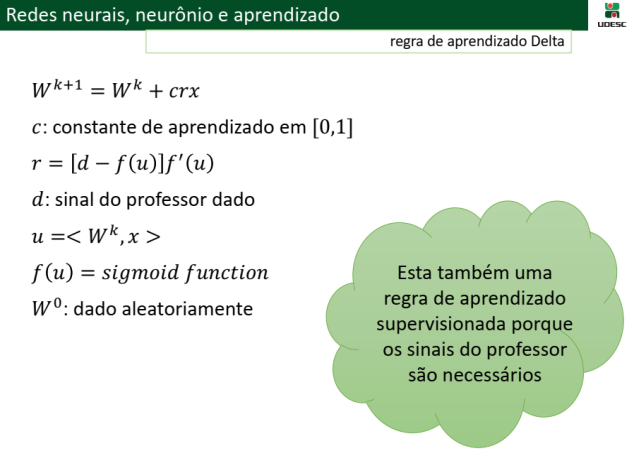 Redes neurais, neurônio e aprendizado
UDESC
regra de aprendizado Delta
W^{k+1} = W^k + crx
c: constante de aprendizado em [0,1]
r = [d − f(u)]f′(u)
d: sinal do professor dado
u =< W^k, x >
f(u) = sigmoid function
W^0: dado aleatoriamente
Esta também uma
regra de aprendizado
supervisionada porque
os sinais do professor
são necessários